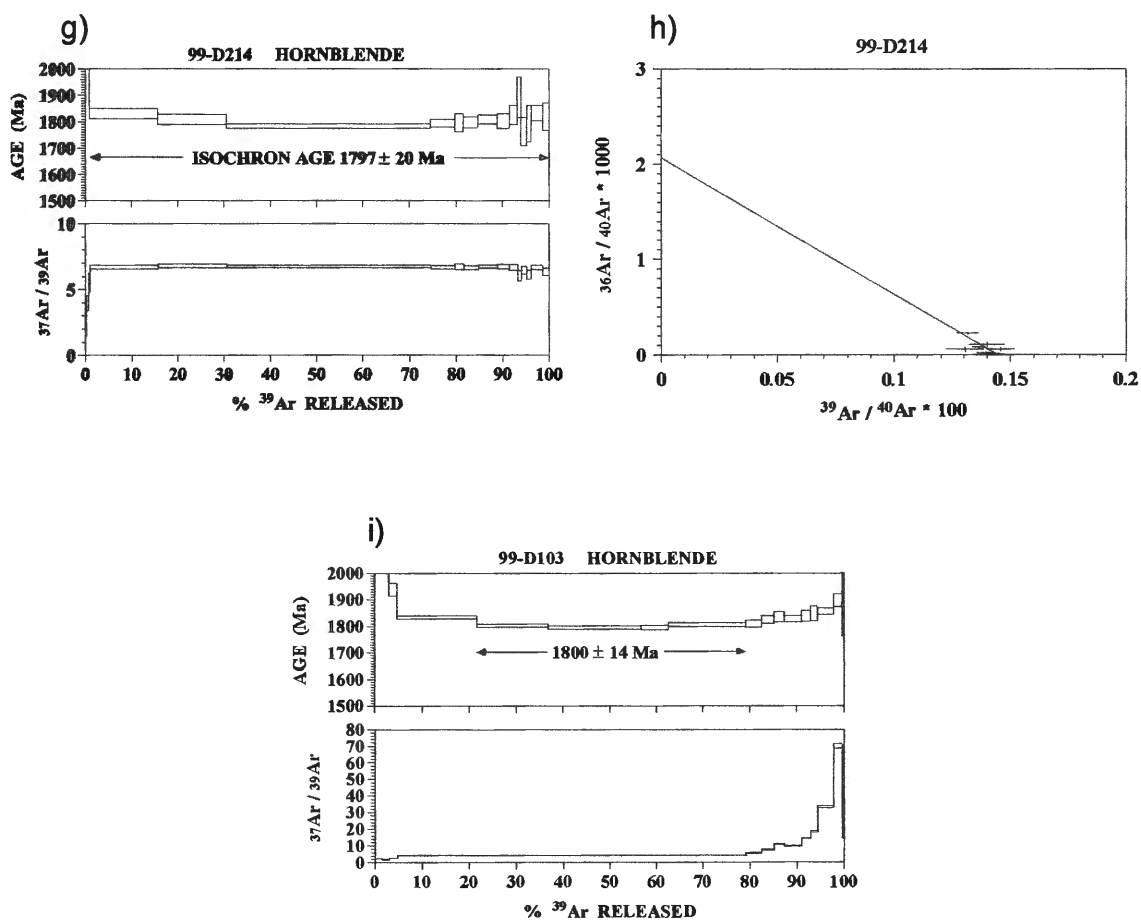 g)
99-D214 HORNBLENDE
AGE (Ma)
2000
1900
1800
1700
1600
1500
ISOCHRON AGE 1797 ± 20 Ma
37Ar / 39Ar
10
5
0
0 10 20 30 40 50 60 70 80 90 100
% 39Ar RELEASED
h)
99-D214
36Ar / 40Ar * 1000
3
2
1
0
0 0.05 0.1 0.15 0.2
39Ar / 40Ar * 100
i)
99-D103 HORNBLENDE
AGE (Ma)
2000
1900
1800
1700
1600
1500
1800 ± 14 Ma
37Ar / 39Ar
80
70
60
50
40
30
20
10
0
0 10 20 30 40 50 60 70 80 90 100
% 39Ar RELEASED